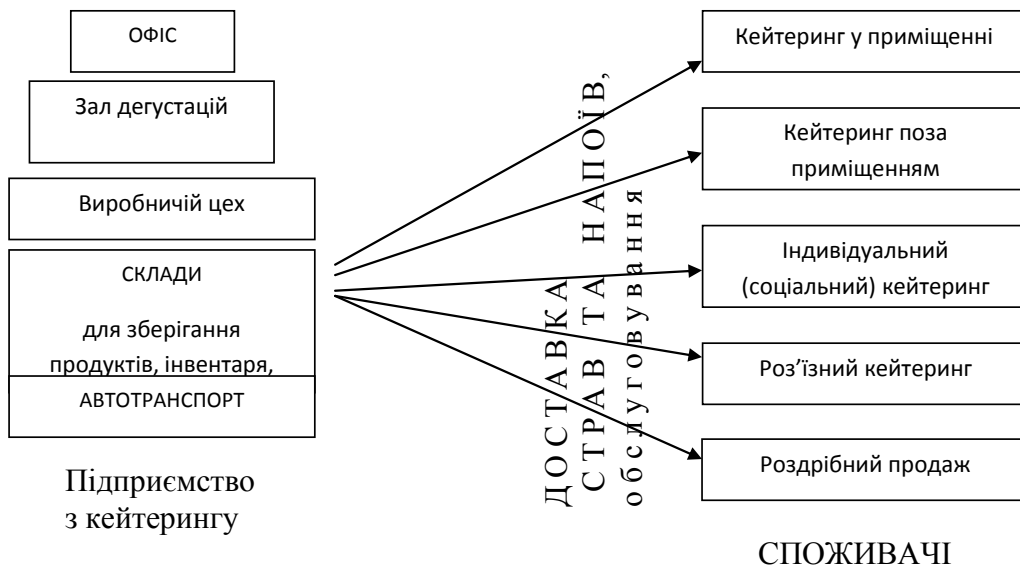 ОФІС
Зал дегустацій
Виробничій цех
СКЛАДИ
для зберігання
продуктів, інвентаря,
АВТОТРАНСПОРТ
Підприємство
з кейтерингу
ДОСТАВКА
СТРАВ ТА НАПОЇВ,
обслуговування
Кейтеринг у приміщенні
Кейтеринг поза
приміщенням
Індивідуальний
(соціальний) кейтеринг
Роз’їзний кейтеринг
Роздрібний продаж
СПОЖИВАЧІ